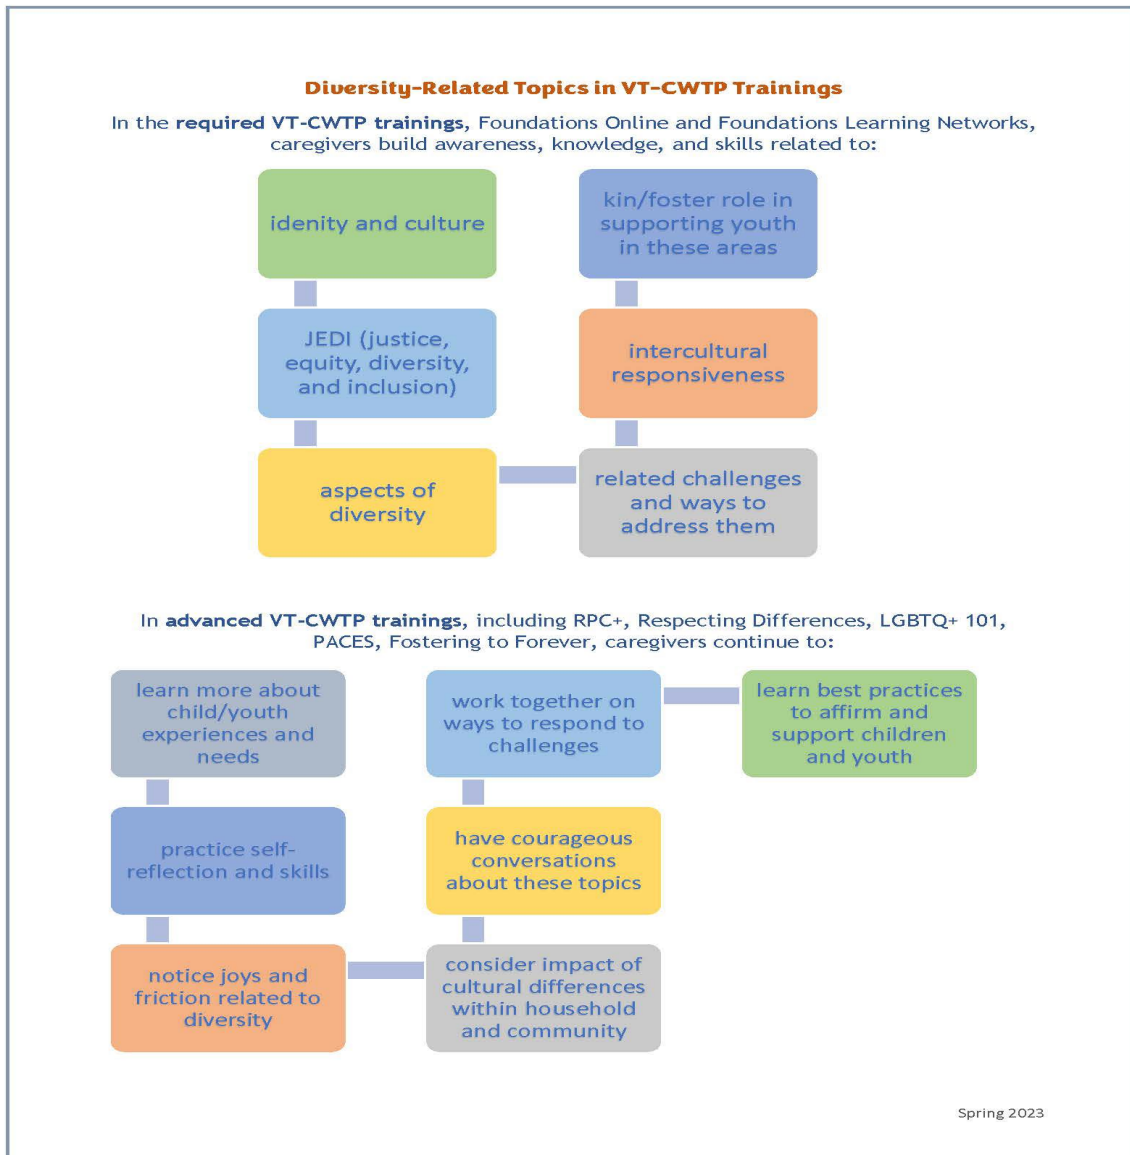 Diversity-Related Topics in VT-CWTP Trainings
In the required VT-CWTP trainings, Foundations Online and Foundations Learning Networks,
caregivers build awareness, knowledge, and skills related to:
idenity and culture
JEDI (justice,
equity, diversity,
and inclusion)
aspects of
diversity
related challenges
and ways to
address them
intercultural
responsiveness
kin/foster role in
supporting youth
in these areas
In advanced VT-CWTP trainings, including RPC+, Respecting Differences, LGBTQ+ 101,
PACES, Fostering to Forever, caregivers continue to:
learn more about
child/youth
experiences and
needs
practice self-
reflection and skills
notice joys and
friction related to
diversity
consider impact of
cultural differences
within household
and community
have courageous
conversations
about these topics
work together on
ways to respond to
challenges
learn best practices
to affirm and
support children
and youth
Spring 2023